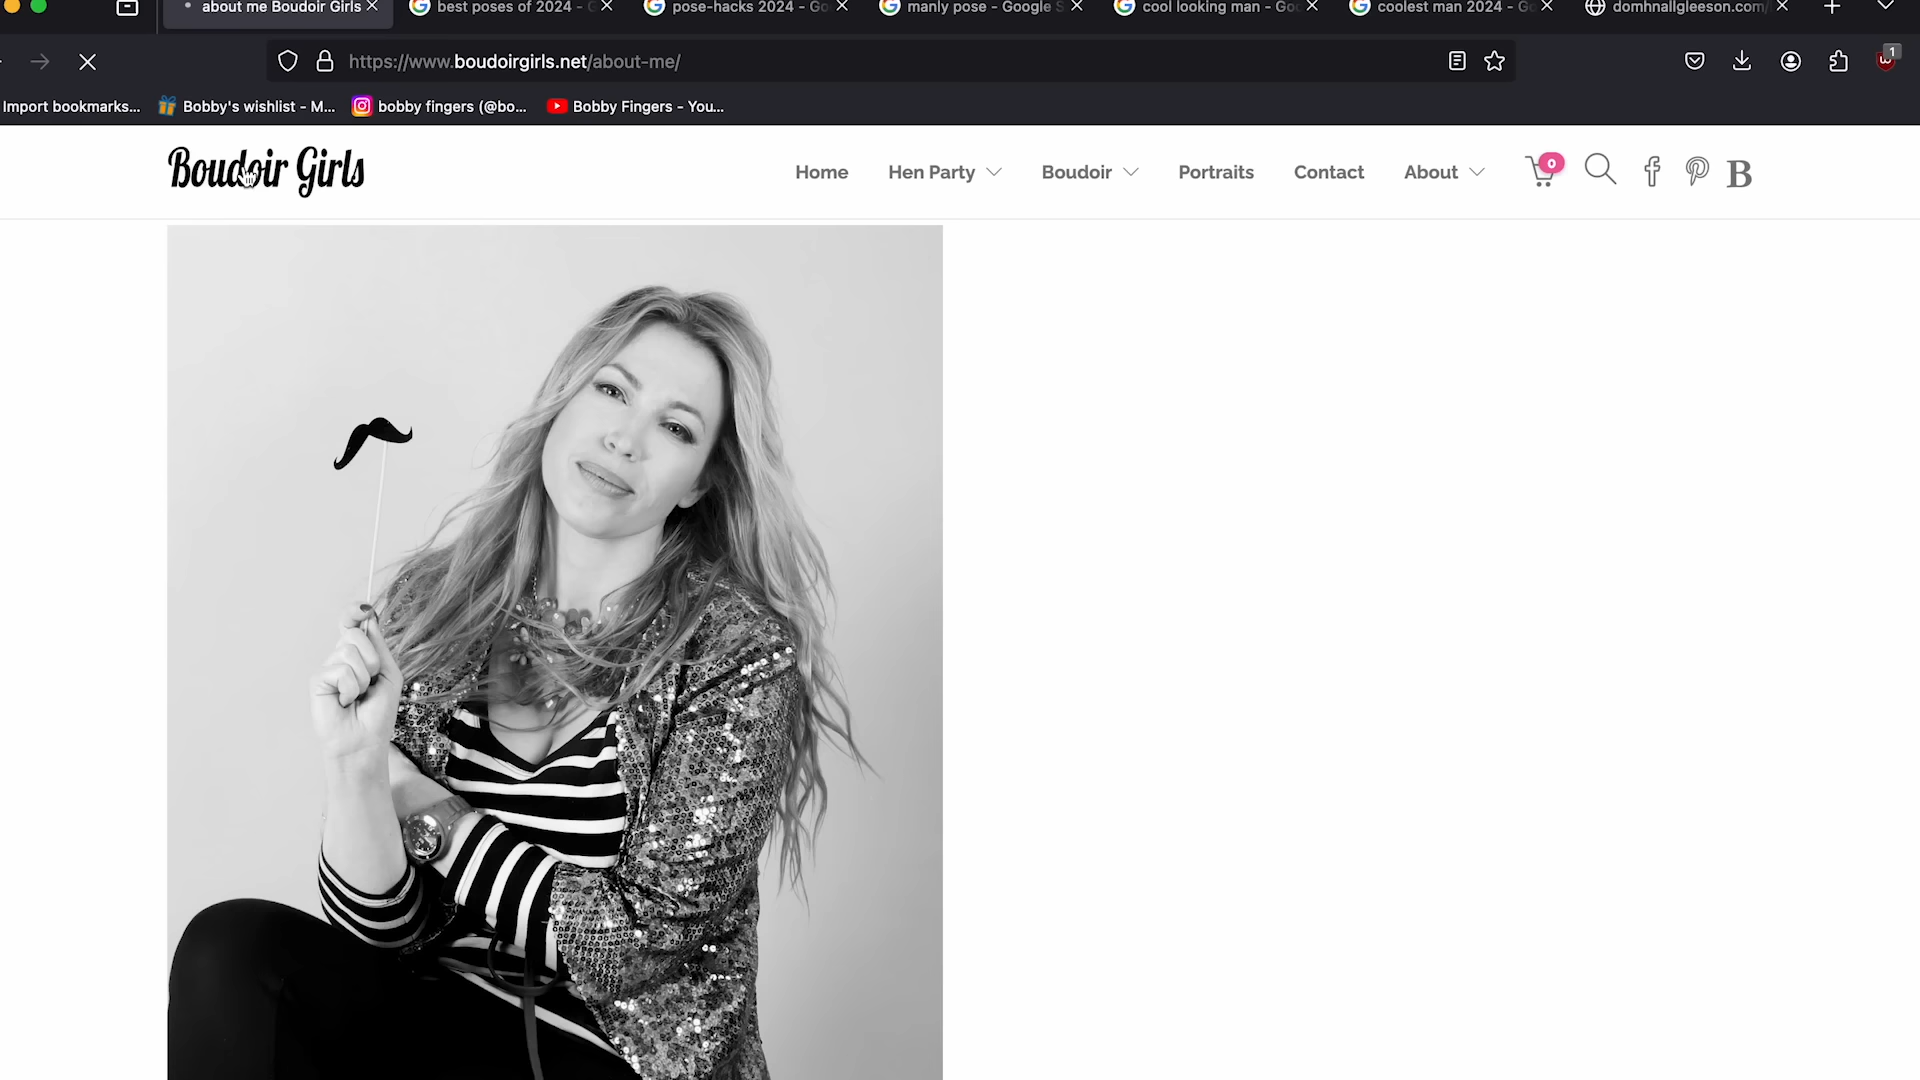 about me Boudoir Girls
best poses of 2024 - G
pose-hacks 2024 - Go
manly pose - Google S
cool looking man - Goo
coolest man 2024 - Go
domhnallgleeson.com/
https://www.boudoirgirls.net/about-me/
1
Import bookmarks...
Bobby's wishlist - M...
bobby fingers (@bo...
Bobby Fingers - You...
Boudoir Girls
Home
Hen Party
Boudoir
Portraits
Contact
About
0
B